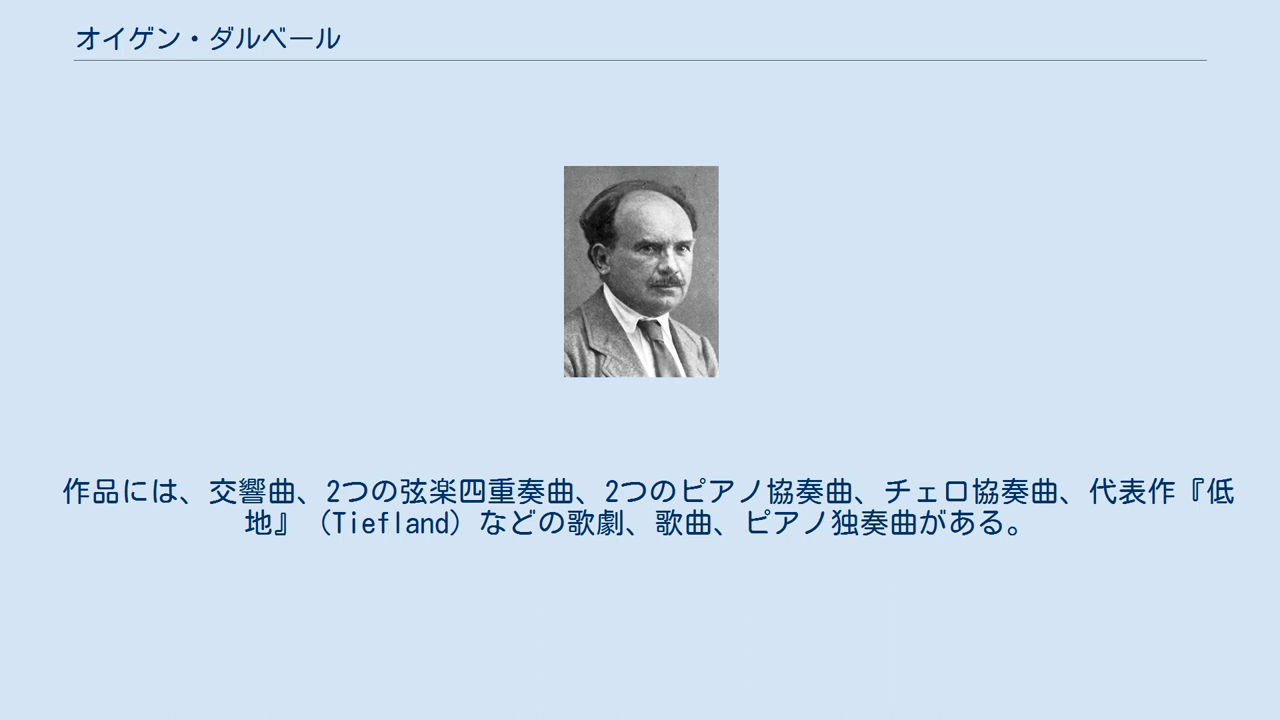 オイゲン・ダルベール
作品には、交響曲、2つの弦楽四重奏曲、2つのピアノ協奏曲、チェロ協奏曲、代表作『低
地』（Tiefland）などの歌劇、歌曲、ピアノ独奏曲がある。